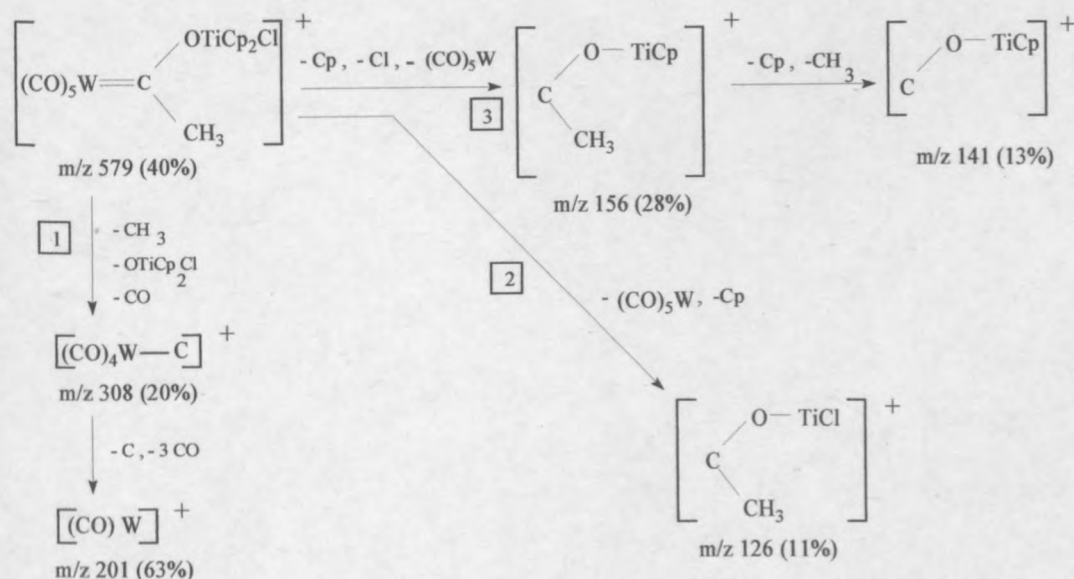 OTiCp2Cl
+
(CO)5W
C
CH3
m/z 579 (40%)
- Cp , - Cl , - (CO)5W
3
O
TiCp
+
C
CH3
m/z 156 (28%)
- Cp , -CH3
O
TiCp
+
C
m/z 141 (13%)
1
- CH3
- OTiCp2Cl
- CO
2
- (CO)5W , -Cp
(CO)4W — C
+
m/z 308 (20%)
- C , - 3 CO
(CO) W
+
m/z 201 (63%)
O
TiCl
+
C
CH3
m/z 126 (11%)